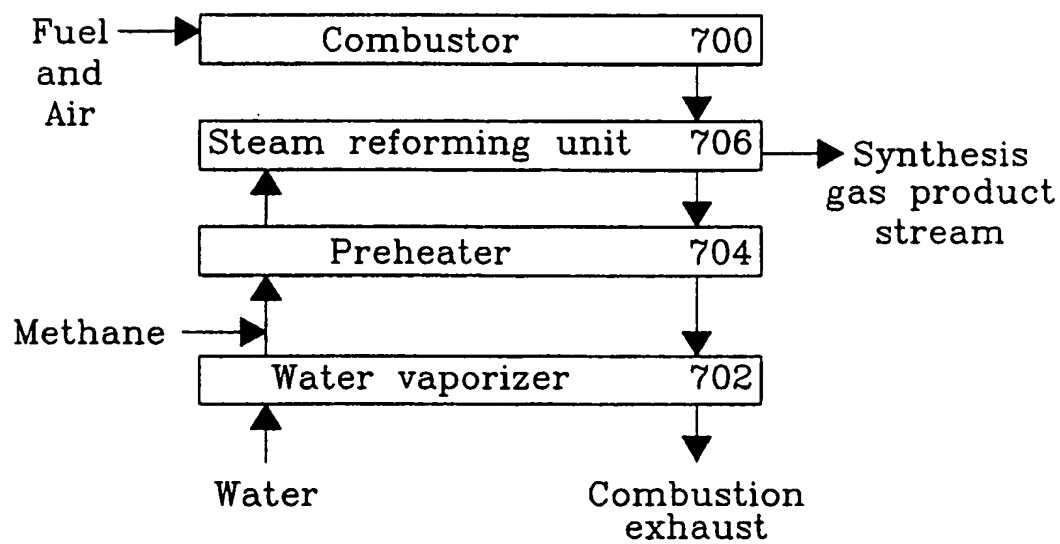 Fuel
and
Air
Combustor 700
Steam reforming unit 706
Synthesis
gas product
stream
Preheater 704
Methane
Water vaporizer 702
Water
Combustion
exhaust